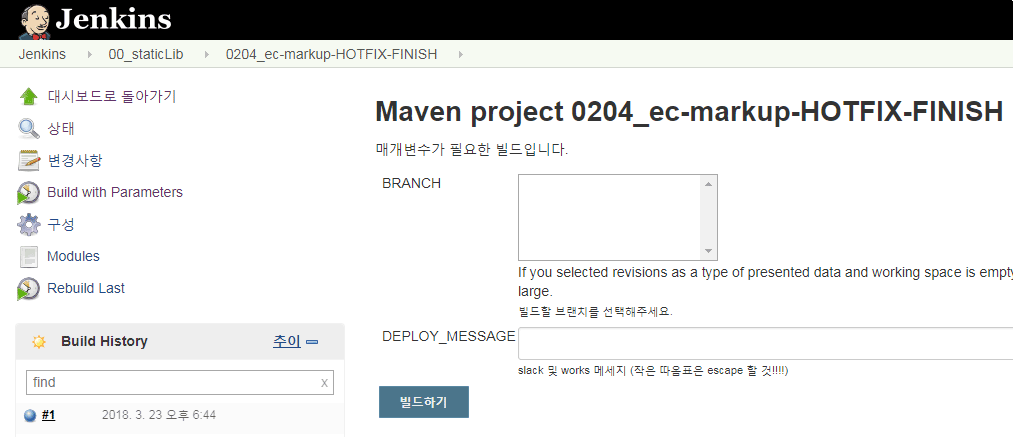 Jenkins
Jenkins 00_staticLib 0204_ec-markup-HOTFIX-FINISH
대시보드로 돌아가기
상태
변경사항
Build with Parameters
구성
Modules
Rebuild Last
Build History 추이
find x
#1 2018. 3. 23 오후 6:44
Maven project 0204_ec-markup-HOTFIX-FINISH
매개변수가 필요한 빌드입니다.
BRANCH
If you selected revisions as a type of presented data and working space is empty
large.
빌드할 브랜치를 선택해주세요.
DEPLOY_MESSAGE
slack 및 works 메세지 (작은 따옴표은 escape 할 것!!!!)
빌드하기